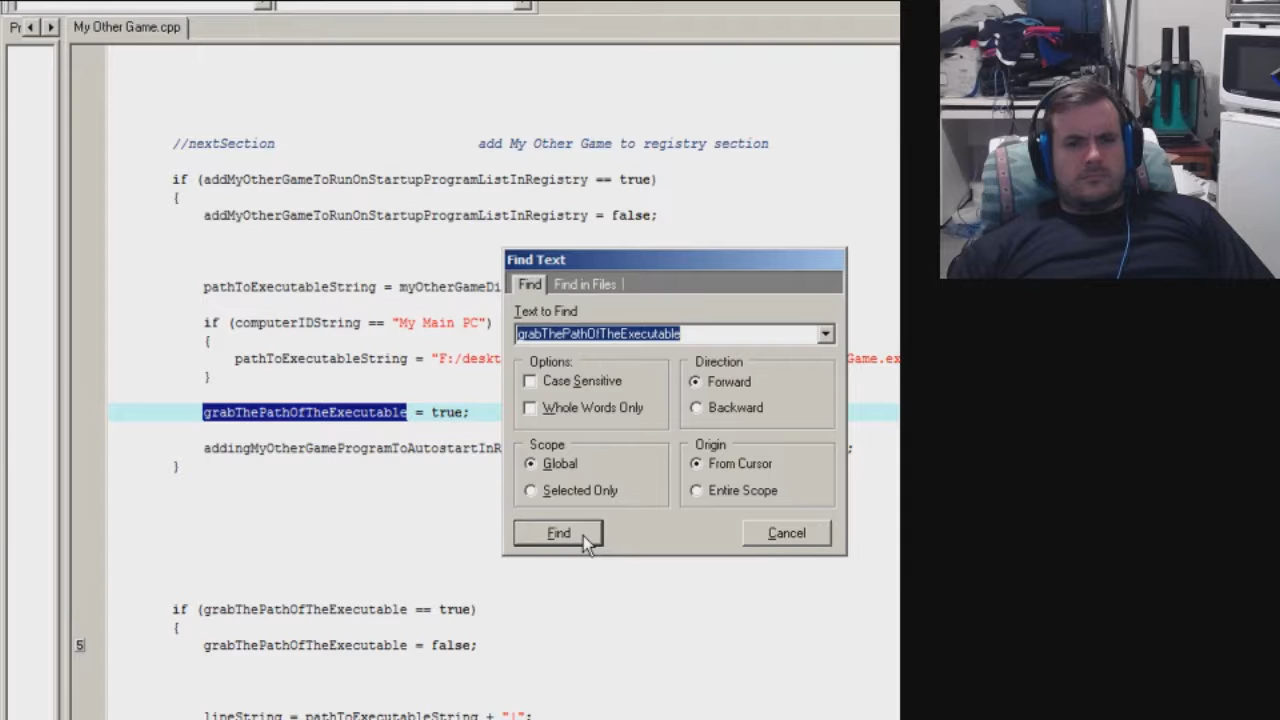 Pr
My Other Game.cpp
//nextSection add My Other Game to registry section
if (addMyOtherGameToRunOnStartupProgramListInRegistry == true)
{
addMyOtherGameToRunOnStartupProgramListInRegistry = false;
pathToExecutableString = myOtherGameDi
if (computerIDString == "My Main PC")
{
pathToExecutableString = "F:/deskt Game.ex
}
grabThePathOfTheExecutable = true;
addingMyOtherGameProgramToAutostartInR ;
}
if (grabThePathOfTheExecutable == true)
{
5 grabThePathOfTheExecutable = false;
lineString = pathToExecutableString + "|";
Find Text
Find Find in Files
Text to Find
grabThePathOfTheExecutable
Options:
Case Sensitive
Whole Words Only
Direction
Forward
Backward
Scope
Global
Selected Only
Origin
From Cursor
Entire Scope
Find Cancel